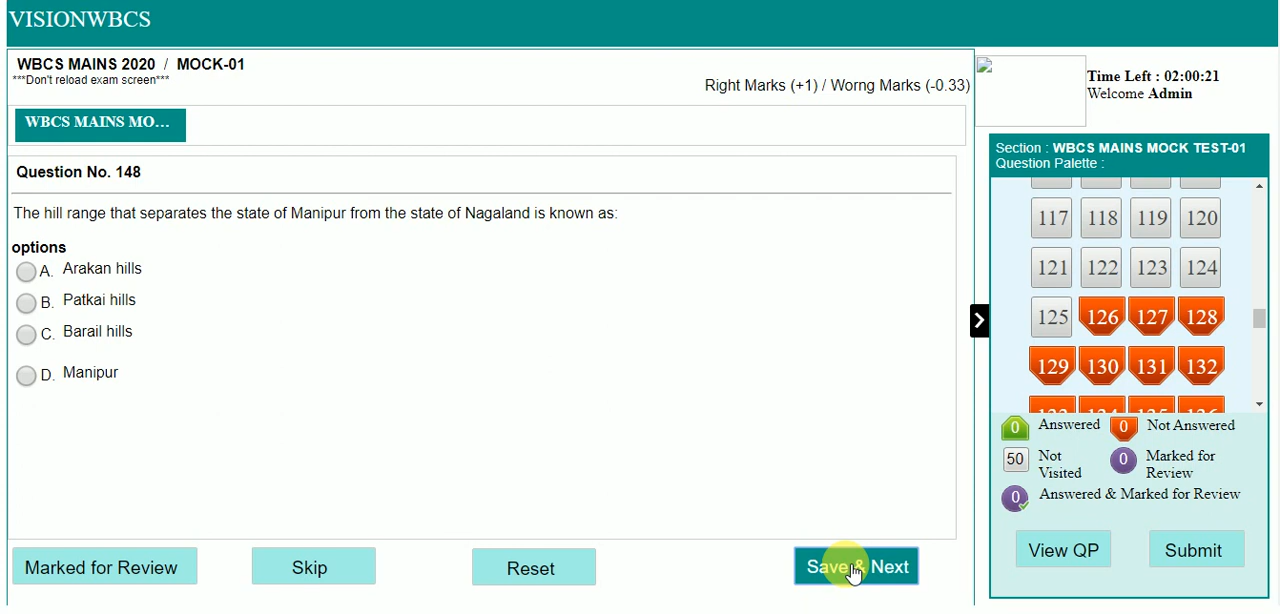 VISIONWBCS
WBCS MAINS 2020 / MOCK-01
***Don't reload exam screen***
Right Marks (+1) / Worng Marks (-0.33)
Time Left : 02:00:21
Welcome Admin
WBCS MAINS MO...
Section : WBCS MAINS MOCK TEST-01
Question Palette :
Question No. 148
The hill range that separates the state of Manipur from the state of Nagaland is known as:
options
A. Arakan hills
B. Patkai hills
C. Barail hills
D. Manipur
117 118 119 120
121 122 123 124
125 126 127 128
129 130 131 132
0 Answered 0 Not Answered
50 Not Visited 0 Marked for Review
0 Answered & Marked for Review
View QP Submit
Marked for Review Skip Reset Save & Next